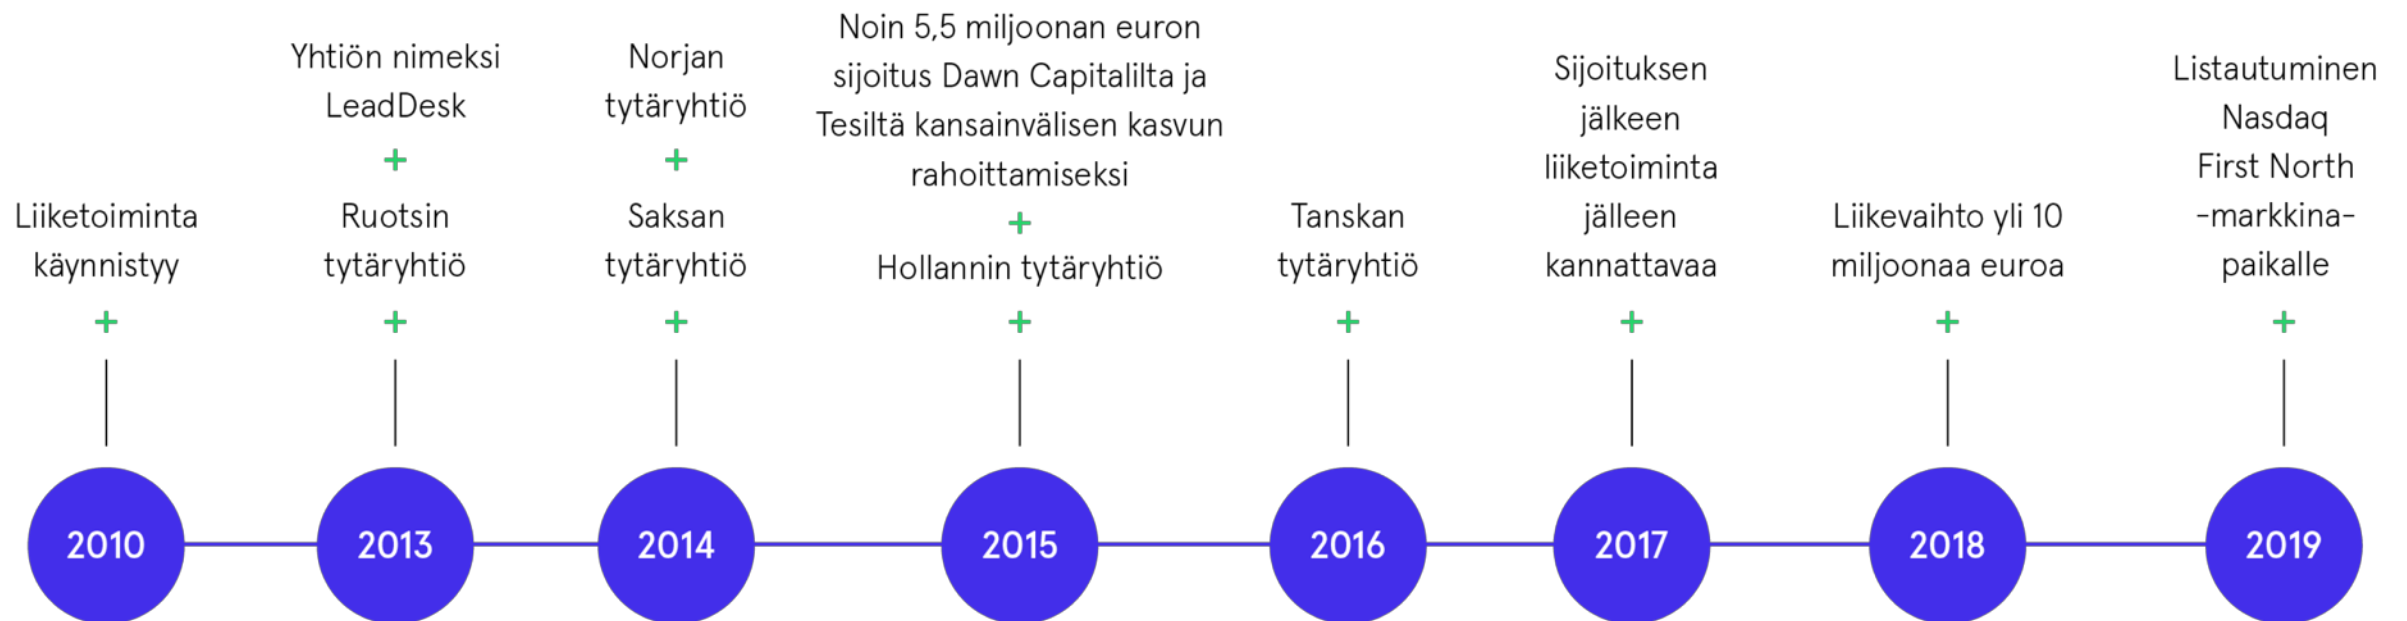 Liiketoiminta
käynnistyy
+
2010
Yhtiön nimeksi
LeadDesk
+
Ruotsin
tytäryhtiö
+
2013
Norjan
tytäryhtiö
+
Saksan
tytäryhtiö
+
2014
Noin 5,5 miljoonan euron
sijoitus Dawn Capitalilta ja
Tesiltä kansainvälisen kasvun
rahoittamiseksi
+
Hollannin tytäryhtiö
+
2015
Tanskan
tytäryhtiö
+
2016
Sijoituksen
jälkeen
liiketoiminta
jälleen
kannattavaa
+
2017
Liikevaihto yli 10
miljoonaa euroa
+
2018
Listautuminen
Nasdaq
First North
-markkina-
paikalle
+
2019